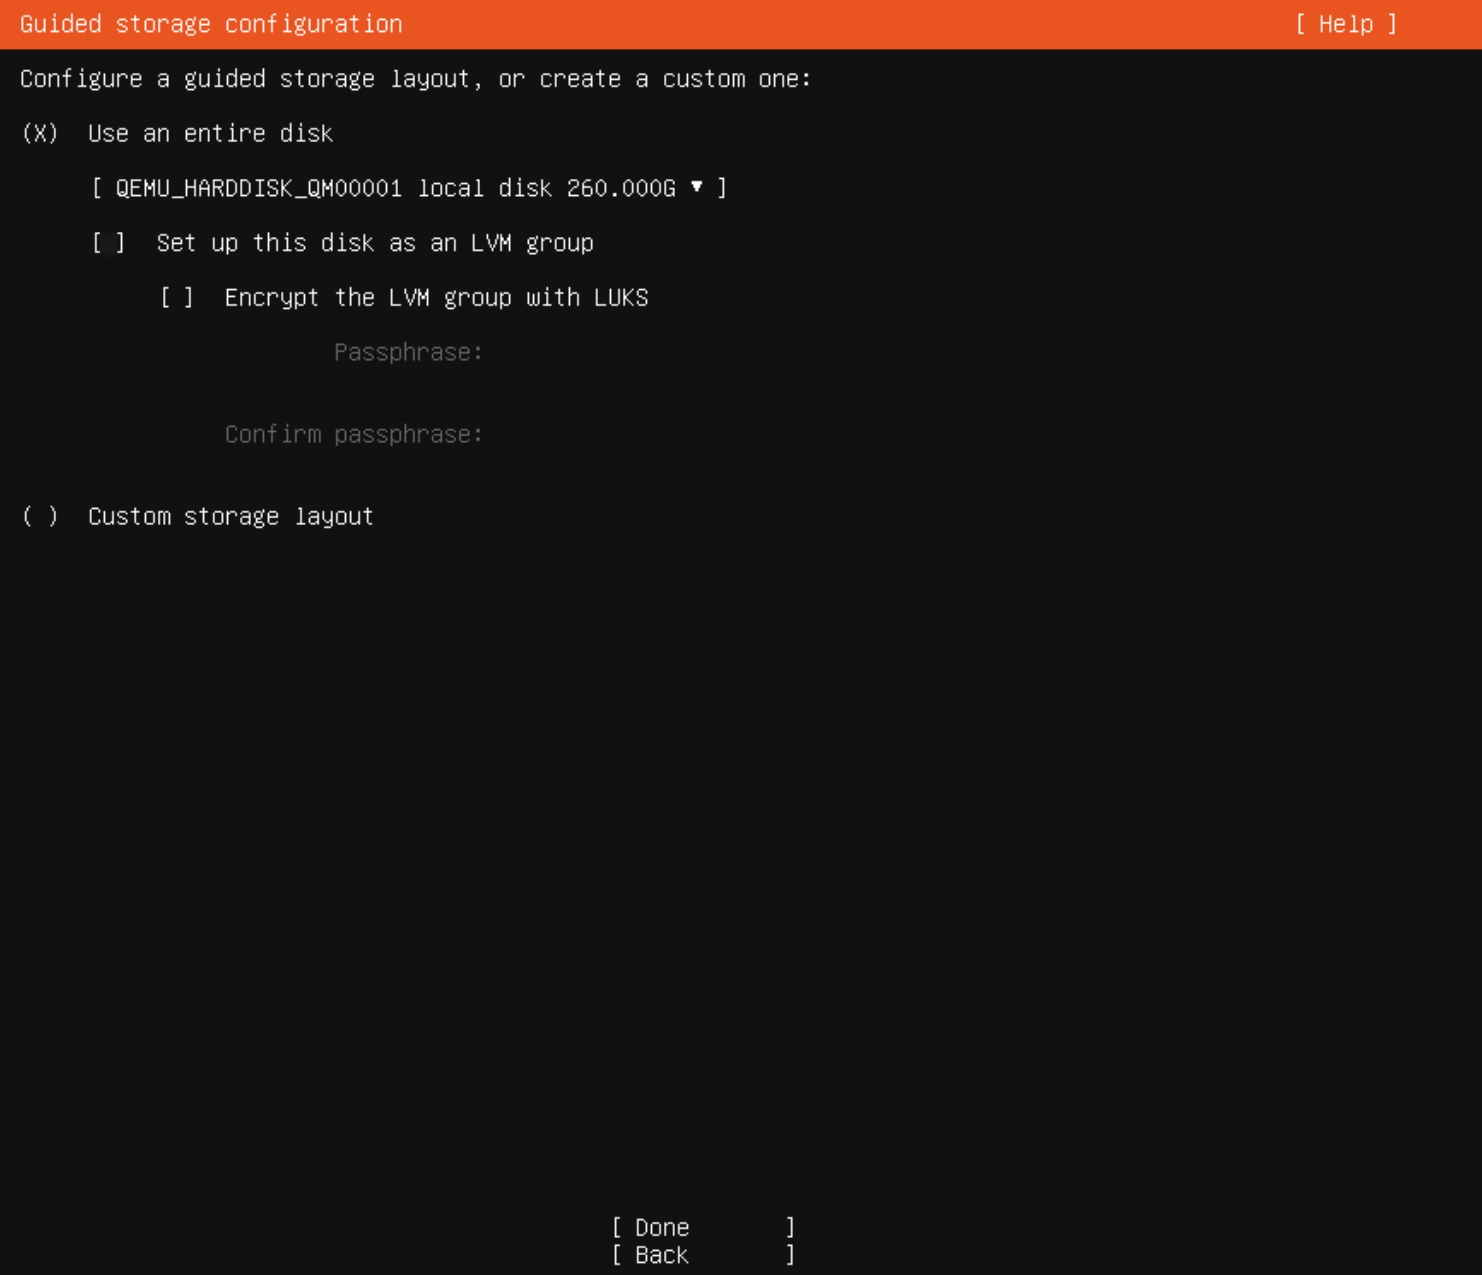 Guided storage configuration [ Help ]
Configure a guided storage layout, or create a custom one:
(X) Use an entire disk
[ QEMU_HARDDISK_QM00001 local disk 260.000G ▾ ]
[ ] Set up this disk as an LVM group
[ ] Encrypt the LVM group with LUKS
Passphrase:
Confirm passphrase:
( ) Custom storage layout
[ Done ]
[ Back ]